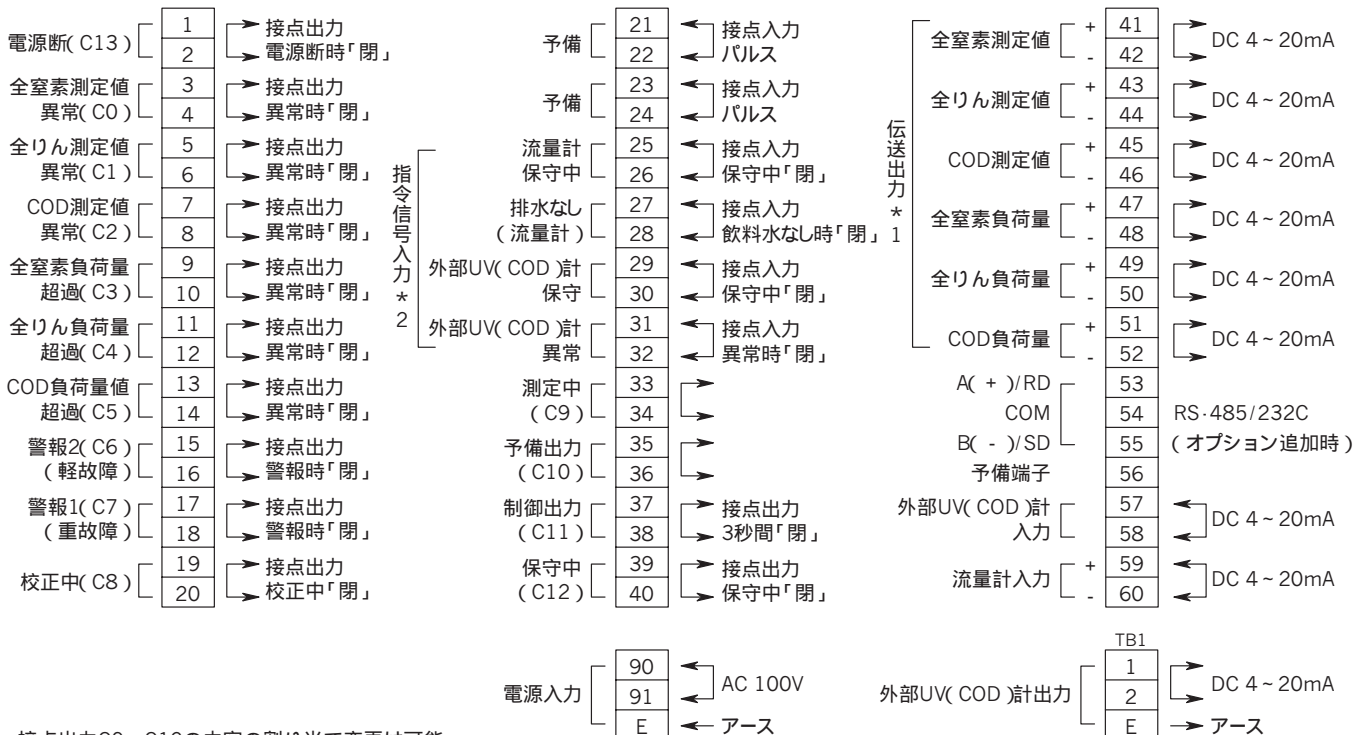 電源断(C13)
1
2
接点出力
電源断時「閉」
全窒素測定値
異常(C0)
3
4
接点出力
異常時「閉」
全りん測定値
異常(C1)
5
6
接点出力
異常時「閉」
COD測定値
異常(C2)
7
8
接点出力
異常時「閉」
全窒素負荷量
超過(C3)
9
10
接点出力
異常時「閉」
全りん負荷量
超過(C4)
11
12
接点出力
異常時「閉」
COD負荷量値
超過(C5)
13
14
接点出力
異常時「閉」
警報2(C6)
(軽故障)
15
16
接点出力
警報時「閉」
警報1(C7)
(重故障)
17
18
接点出力
警報時「閉」
校正中(C8)
19
20
接点出力
校正中「閉」
指令信号入力*2
予備
21
22
接点入力
パルス
予備
23
24
接点入力
パルス
流量計
保守中
25
26
接点入力
保守中「閉」
排水なし
(流量計)
27
28
接点入力
飲料水なし時「閉」
外部UV(COD)計
保守
29
30
接点入力
保守中「閉」
外部UV(COD)計
異常
31
32
接点入力
異常時「閉」
測定中
(C9)
33
34
予備出力
(C10)
35
36
制御出力
(C11)
37
38
接点出力
3秒間「閉」
保守中
(C12)
39
40
接点出力
保守中「閉」
電源入力
90
91
E
AC 100V
アース
伝送出力*1
全窒素測定値
+
-
41
42
DC 4~20mA
全りん測定値
+
-
43
44
DC 4~20mA
COD測定値
+
-
45
46
DC 4~20mA
全窒素負荷量
+
-
47
48
DC 4~20mA
全りん負荷量
+
-
49
50
DC 4~20mA
COD負荷量
+
-
51
52
DC 4~20mA
A(+)/RD
53
COM
54
B(-)/SD
55
RS-485/232C
(オプション追加時)
予備端子
56
外部UV(COD)計
入力
57
58
DC 4~20mA
流量計入力
+
-
59
60
DC 4~20mA
TB1
外部UV(COD)計出力
1
2
E
DC 4~20mA
アース